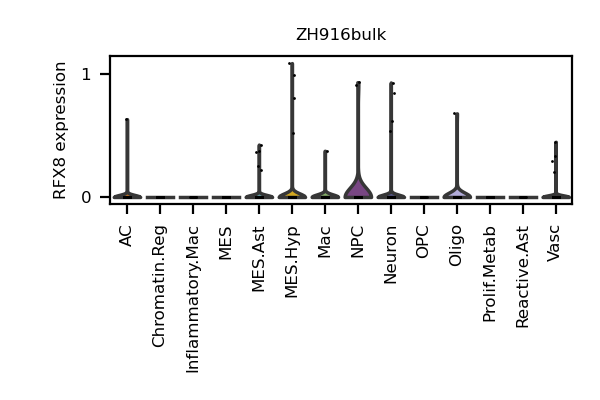 ZH916bulk
RFX8 expression
1
0
AC
Chromatin.Reg
Inflammatory.Mac
MES
MES.Ast
MES.Hyp
Mac
NPC
Neuron
OPC
Oligo
Prolif.Metab
Reactive.Ast
Vasc